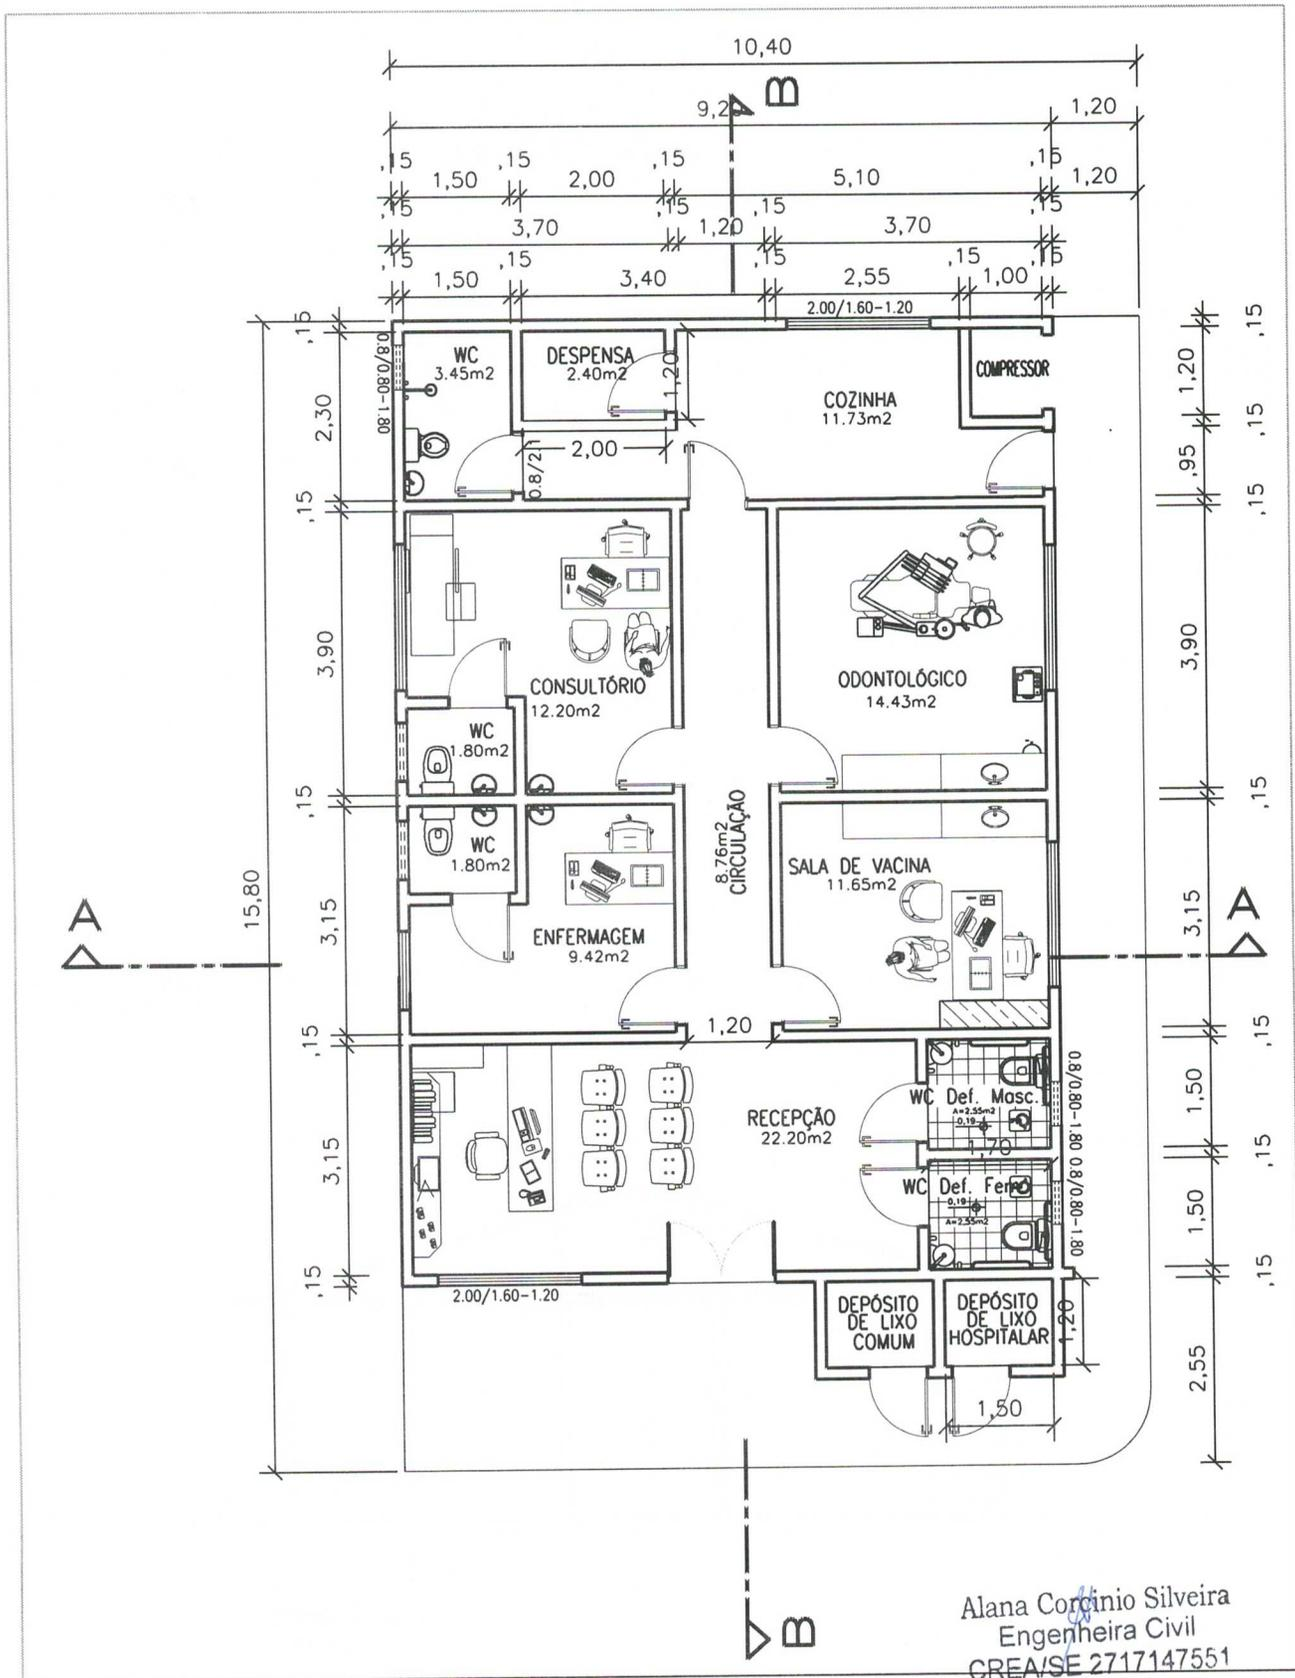 10,40
B
1,20
,15
,15
,15
,15
1,50
2,00
5,10
1,20
,15
,15
,15
,15
3,70
1,20
3,70
,15
,15
,15
,15
,15
1,50
3,40
2,55
1,00
2.00/1.60-1.20
,15
,15
0.8/0.80-1.80
WC
3.45m2
DESPENSA
2.40m2
1,20
COZINHA
11.73m2
COMPRESSOR
1,20
2,30
,15
2,00
,95
,15
,15
3,90
CONSULTÓRIO
12.20m2
ODONTOLÓGICO
14.43m2
3,90
WC
1.80m2
,15
,15
WC
1.80m2
8.76m2
CIRCULAÇÃO
SALA DE VACINA
11.65m2
15,80
A
3,15
ENFERMAGEM
9.42m2
3,15
A
,15
1,20
,15
RECEPÇÃO
22.20m2
WC Def. Masc.
A=2.55m2
0,19
1,70
0.8/0.80-1.80
1,50
3,15
,15
WC Def. Fem.
0,19
A=2.55m2
0.8/0.80-1.80
1,50
,15
,15
2.00/1.60-1.20
DEPÓSITO
DE LIXO
COMUM
DEPÓSITO
DE LIXO
HOSPITALAR
1,20
2,55
1,50
B
Alana Corcinio Silveira
Engenheira Civil
CREA/SE 2717147551